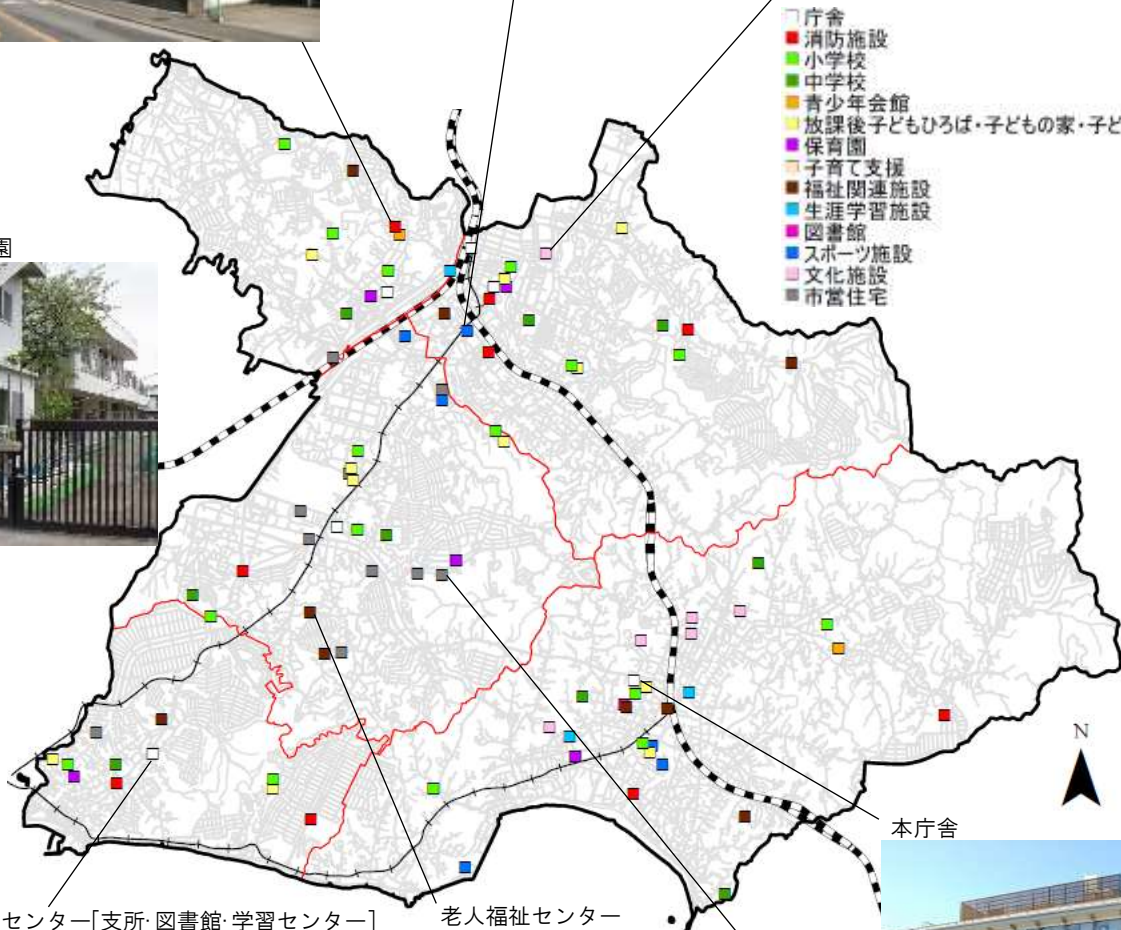 庁舎
消防施設
小学校
中学校
青少年会館
放課後子どもひろば・子どもの家・子ど
保育園
子育て支援
福祉関連施設
生涯学習施設
図書館
スポーツ施設
文化施設
市営住宅
園
N
本庁舎
センター[支所・図書館・学習センター]
老人福祉センター